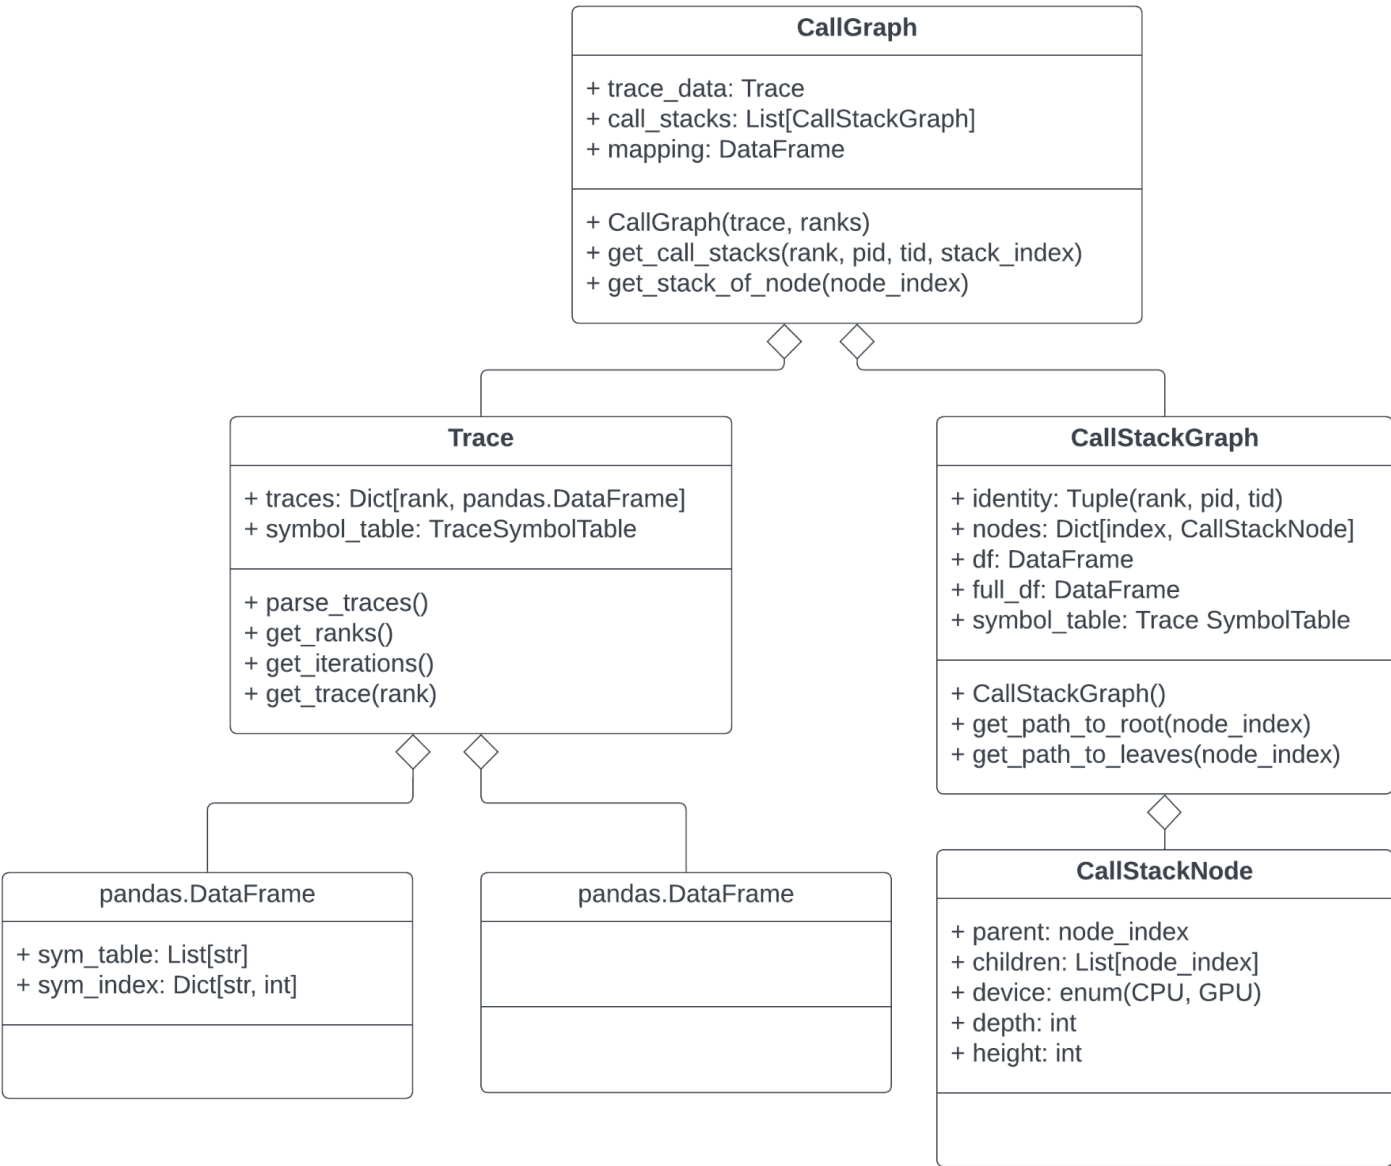 CallGraph
+ trace_data: Trace
+ call_stacks: List[CallStackGraph]
+ mapping: DataFrame
+ CallGraph(trace, ranks)
+ get_call_stacks(rank, pid, tid, stack_index)
+ get_stack_of_node(node_index)
Trace
+ traces: Dict[rank, pandas.DataFrame]
+ symbol_table: TraceSymbolTable
+ parse_traces()
+ get_ranks()
+ get_iterations()
+ get_trace(rank)
CallStackGraph
+ identity: Tuple(rank, pid, tid)
+ nodes: Dict[index, CallStackNode]
+ df: DataFrame
+ full_df: DataFrame
+ symbol_table: Trace SymbolTable
+ CallStackGraph()
+ get_path_to_root(node_index)
+ get_path_to_leaves(node_index)
pandas.DataFrame
+ sym_table: List[str]
+ sym_index: Dict[str, int]
pandas.DataFrame
CallStackNode
+ parent: node_index
+ children: List[node_index]
+ device: enum(CPU, GPU)
+ depth: int
+ height: int